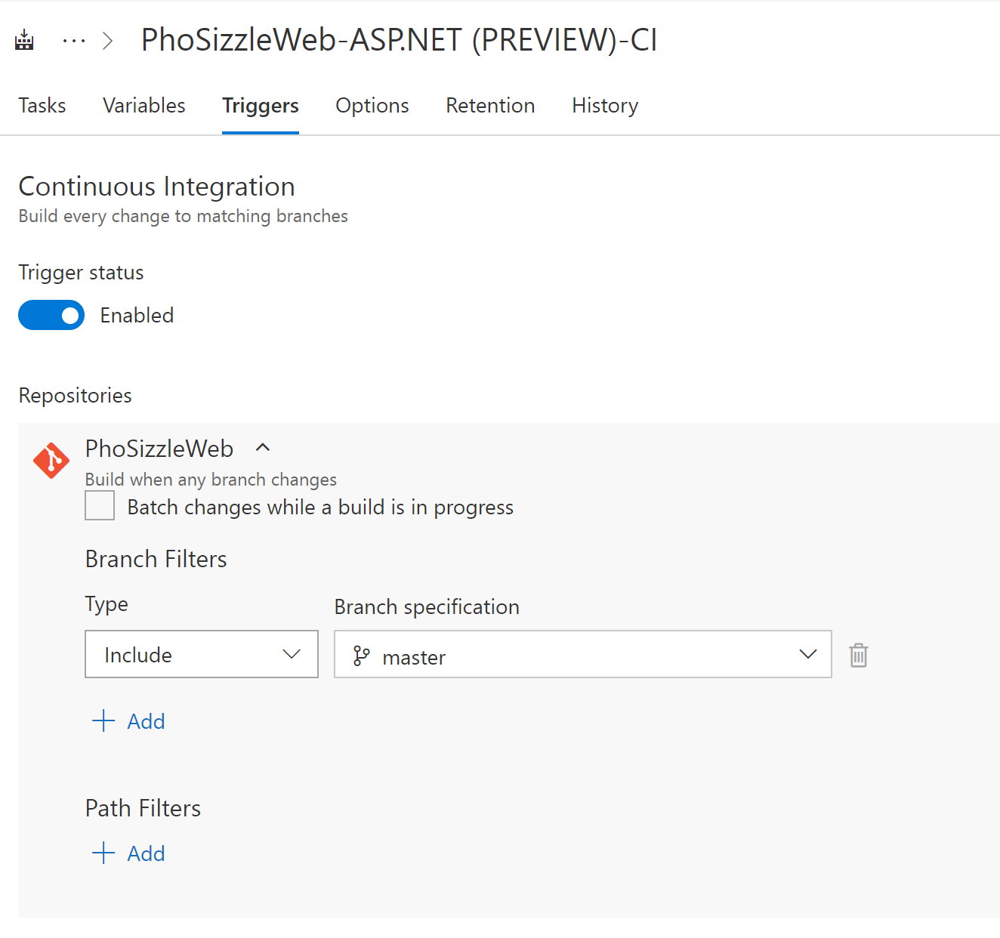 PhoSizzleWeb-ASP.NET (PREVIEW)-CI
Tasks Variables Triggers Options Retention History
Continuous Integration
Build every change to matching branches
Trigger status
Enabled
Repositories
PhoSizzleWeb
Build when any branch changes
Batch changes while a build is in progress
Branch Filters
Type Branch specification
Include master
Add
Path Filters
Add